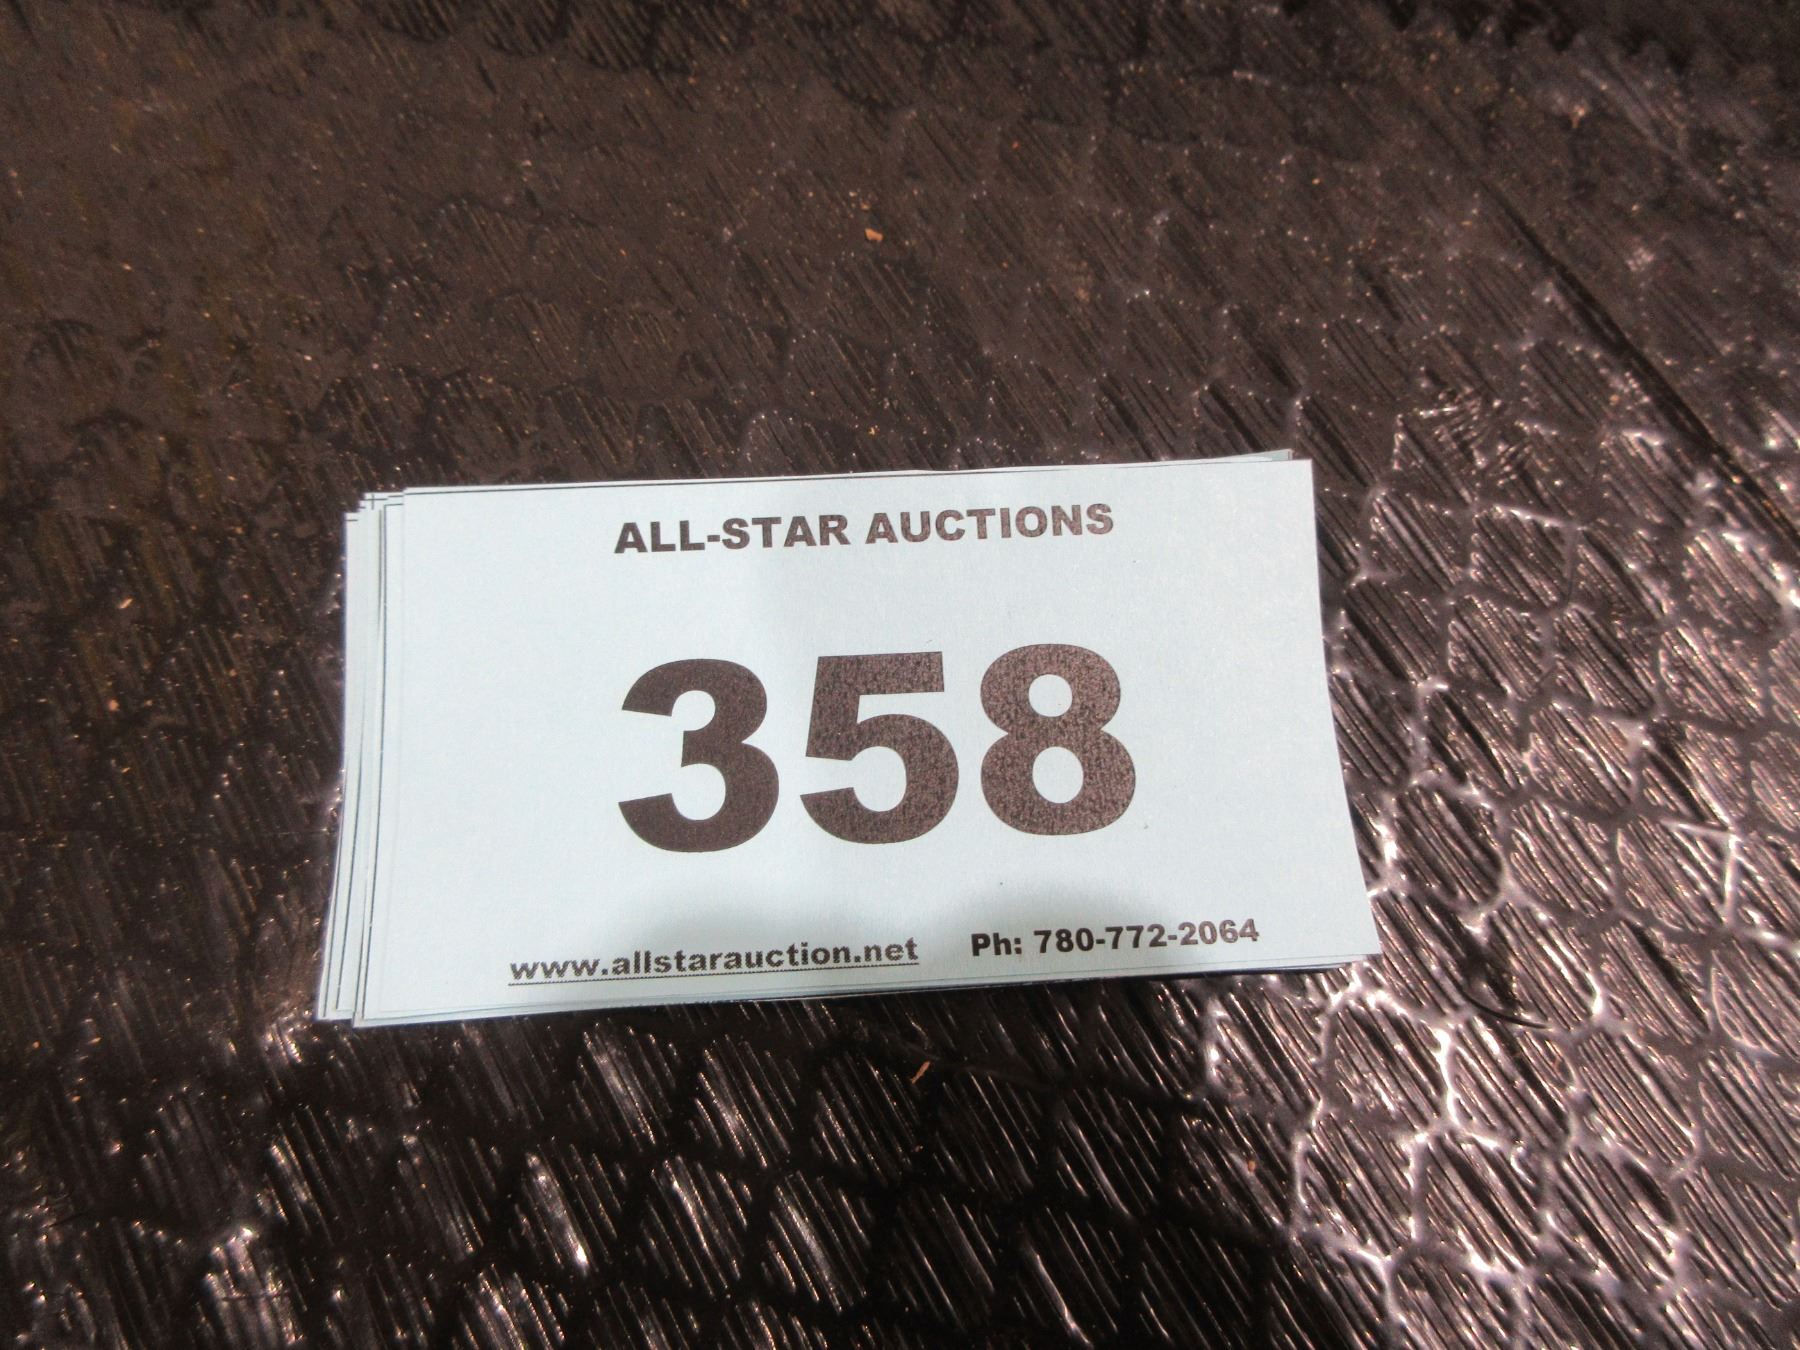 ALL-STAR AUCTIONS
358
www.allstarauction.net Ph: 780-772-2064